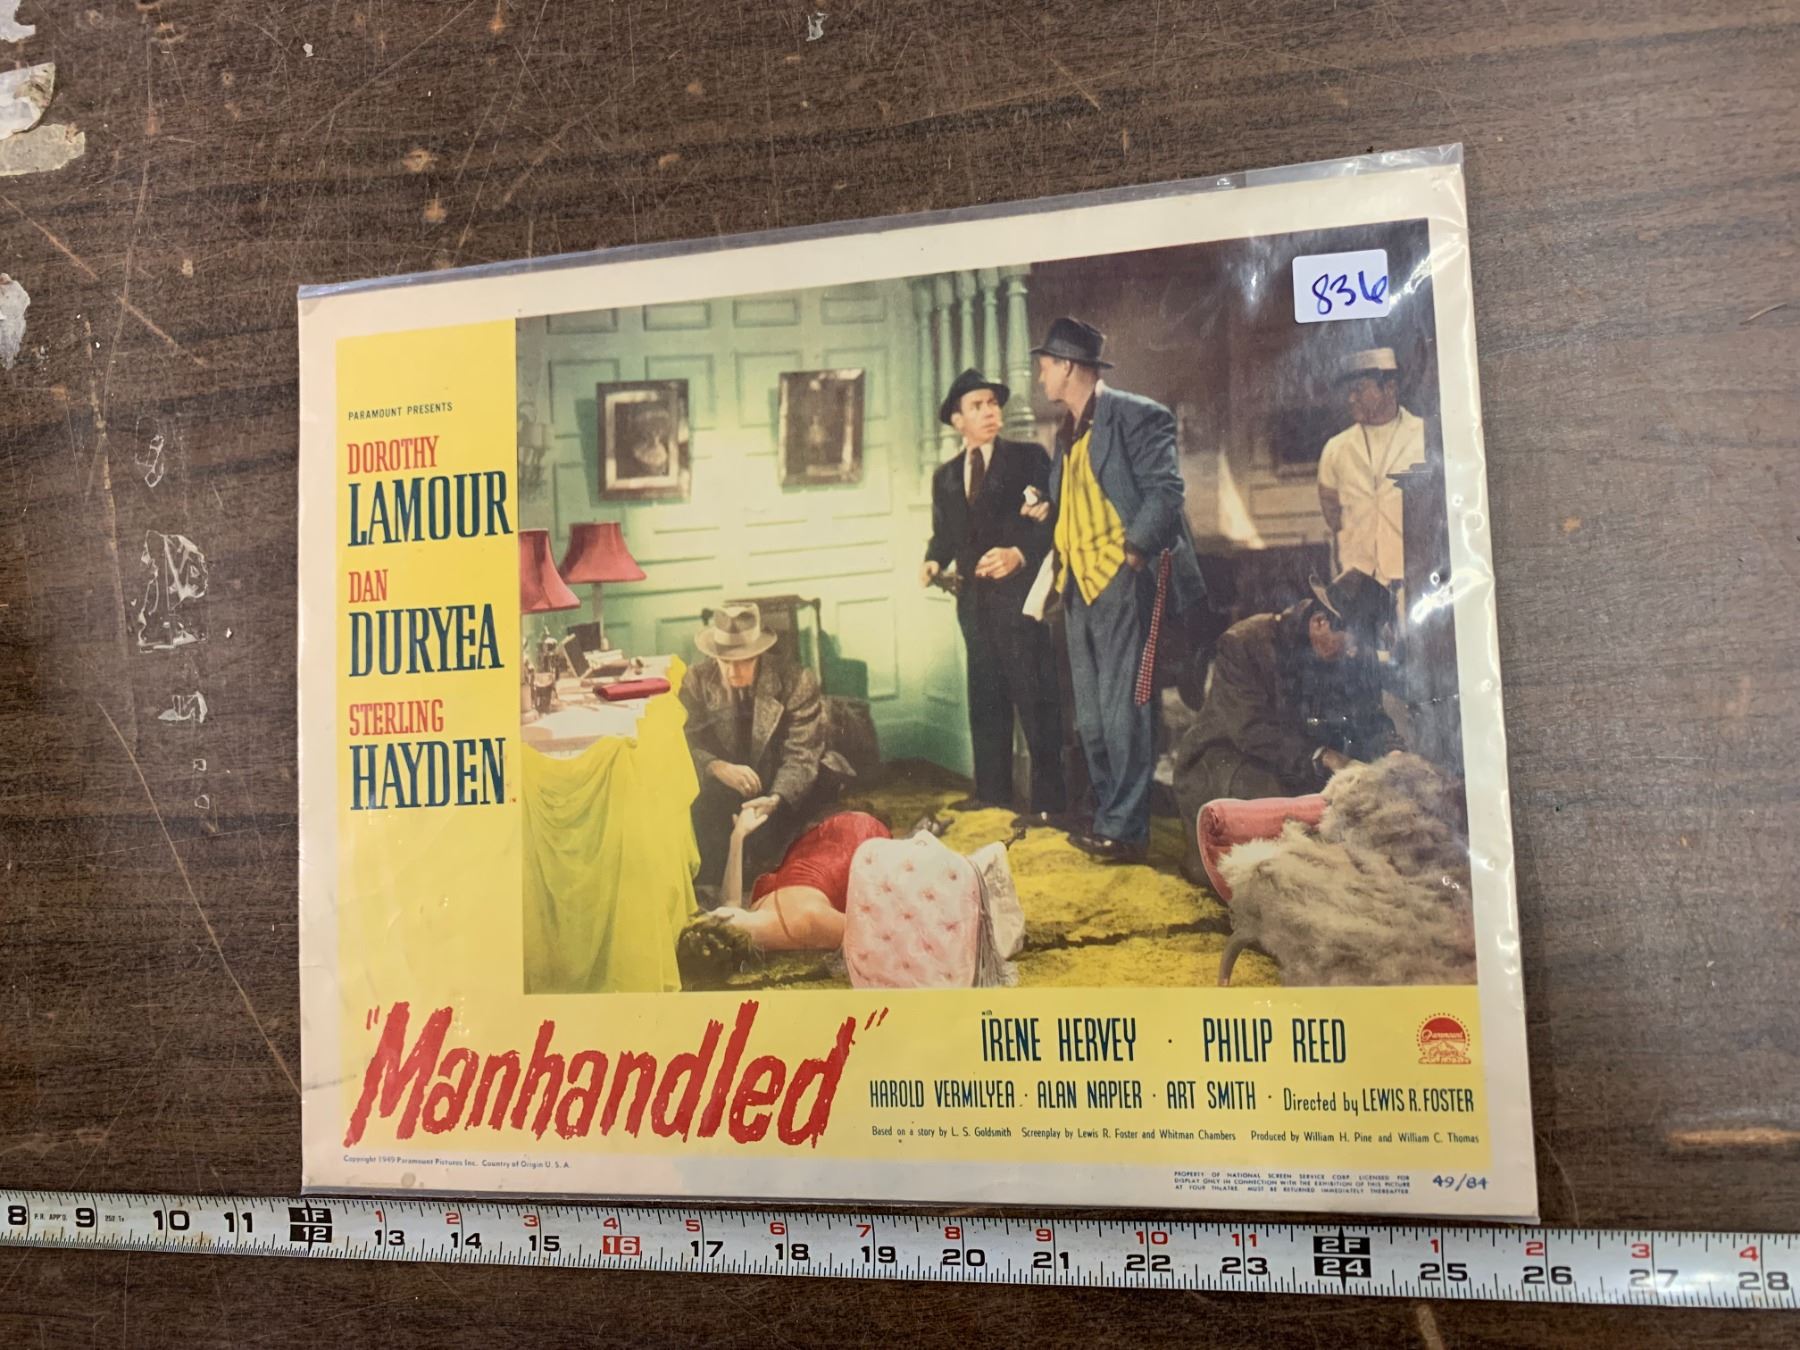 836
PARAMOUNT PRESENTS
DOROTHY
LAMOUR
DAN
DURYEA
STERLING
HAYDEN
"Manhandled"
with
IRENE HERVEY · PHILIP REED
HAROLD VERMILYEA · ALAN NAPIER · ART SMITH · Directed by LEWIS R. FOSTER
Based on a story by L. S. Goldsmith Screenplay by Lewis R. Foster and Whitman Chambers Produced by William H. Pine and William C. Thomas
Paramount
Copyright 1949 Paramount Pictures Inc. Country of Origin U. S. A.
PROPERTY OF NATIONAL SCREEN SERVICE CORP. LICENSED FOR
DISPLAY ONLY IN CONNECTION WITH THE EXHIBITION OF THIS PICTURE
AT YOUR THEATRE. MUST BE RETURNED IMMEDIATELY THEREAFTER.
49/84
1F 1 2 3 4 5 6 7 8 9 10 11 2F 1 2 3 4
8 9 10 11 12 13 14 15 16 17 18 19 20 21 22 23 24 25 26 27 28